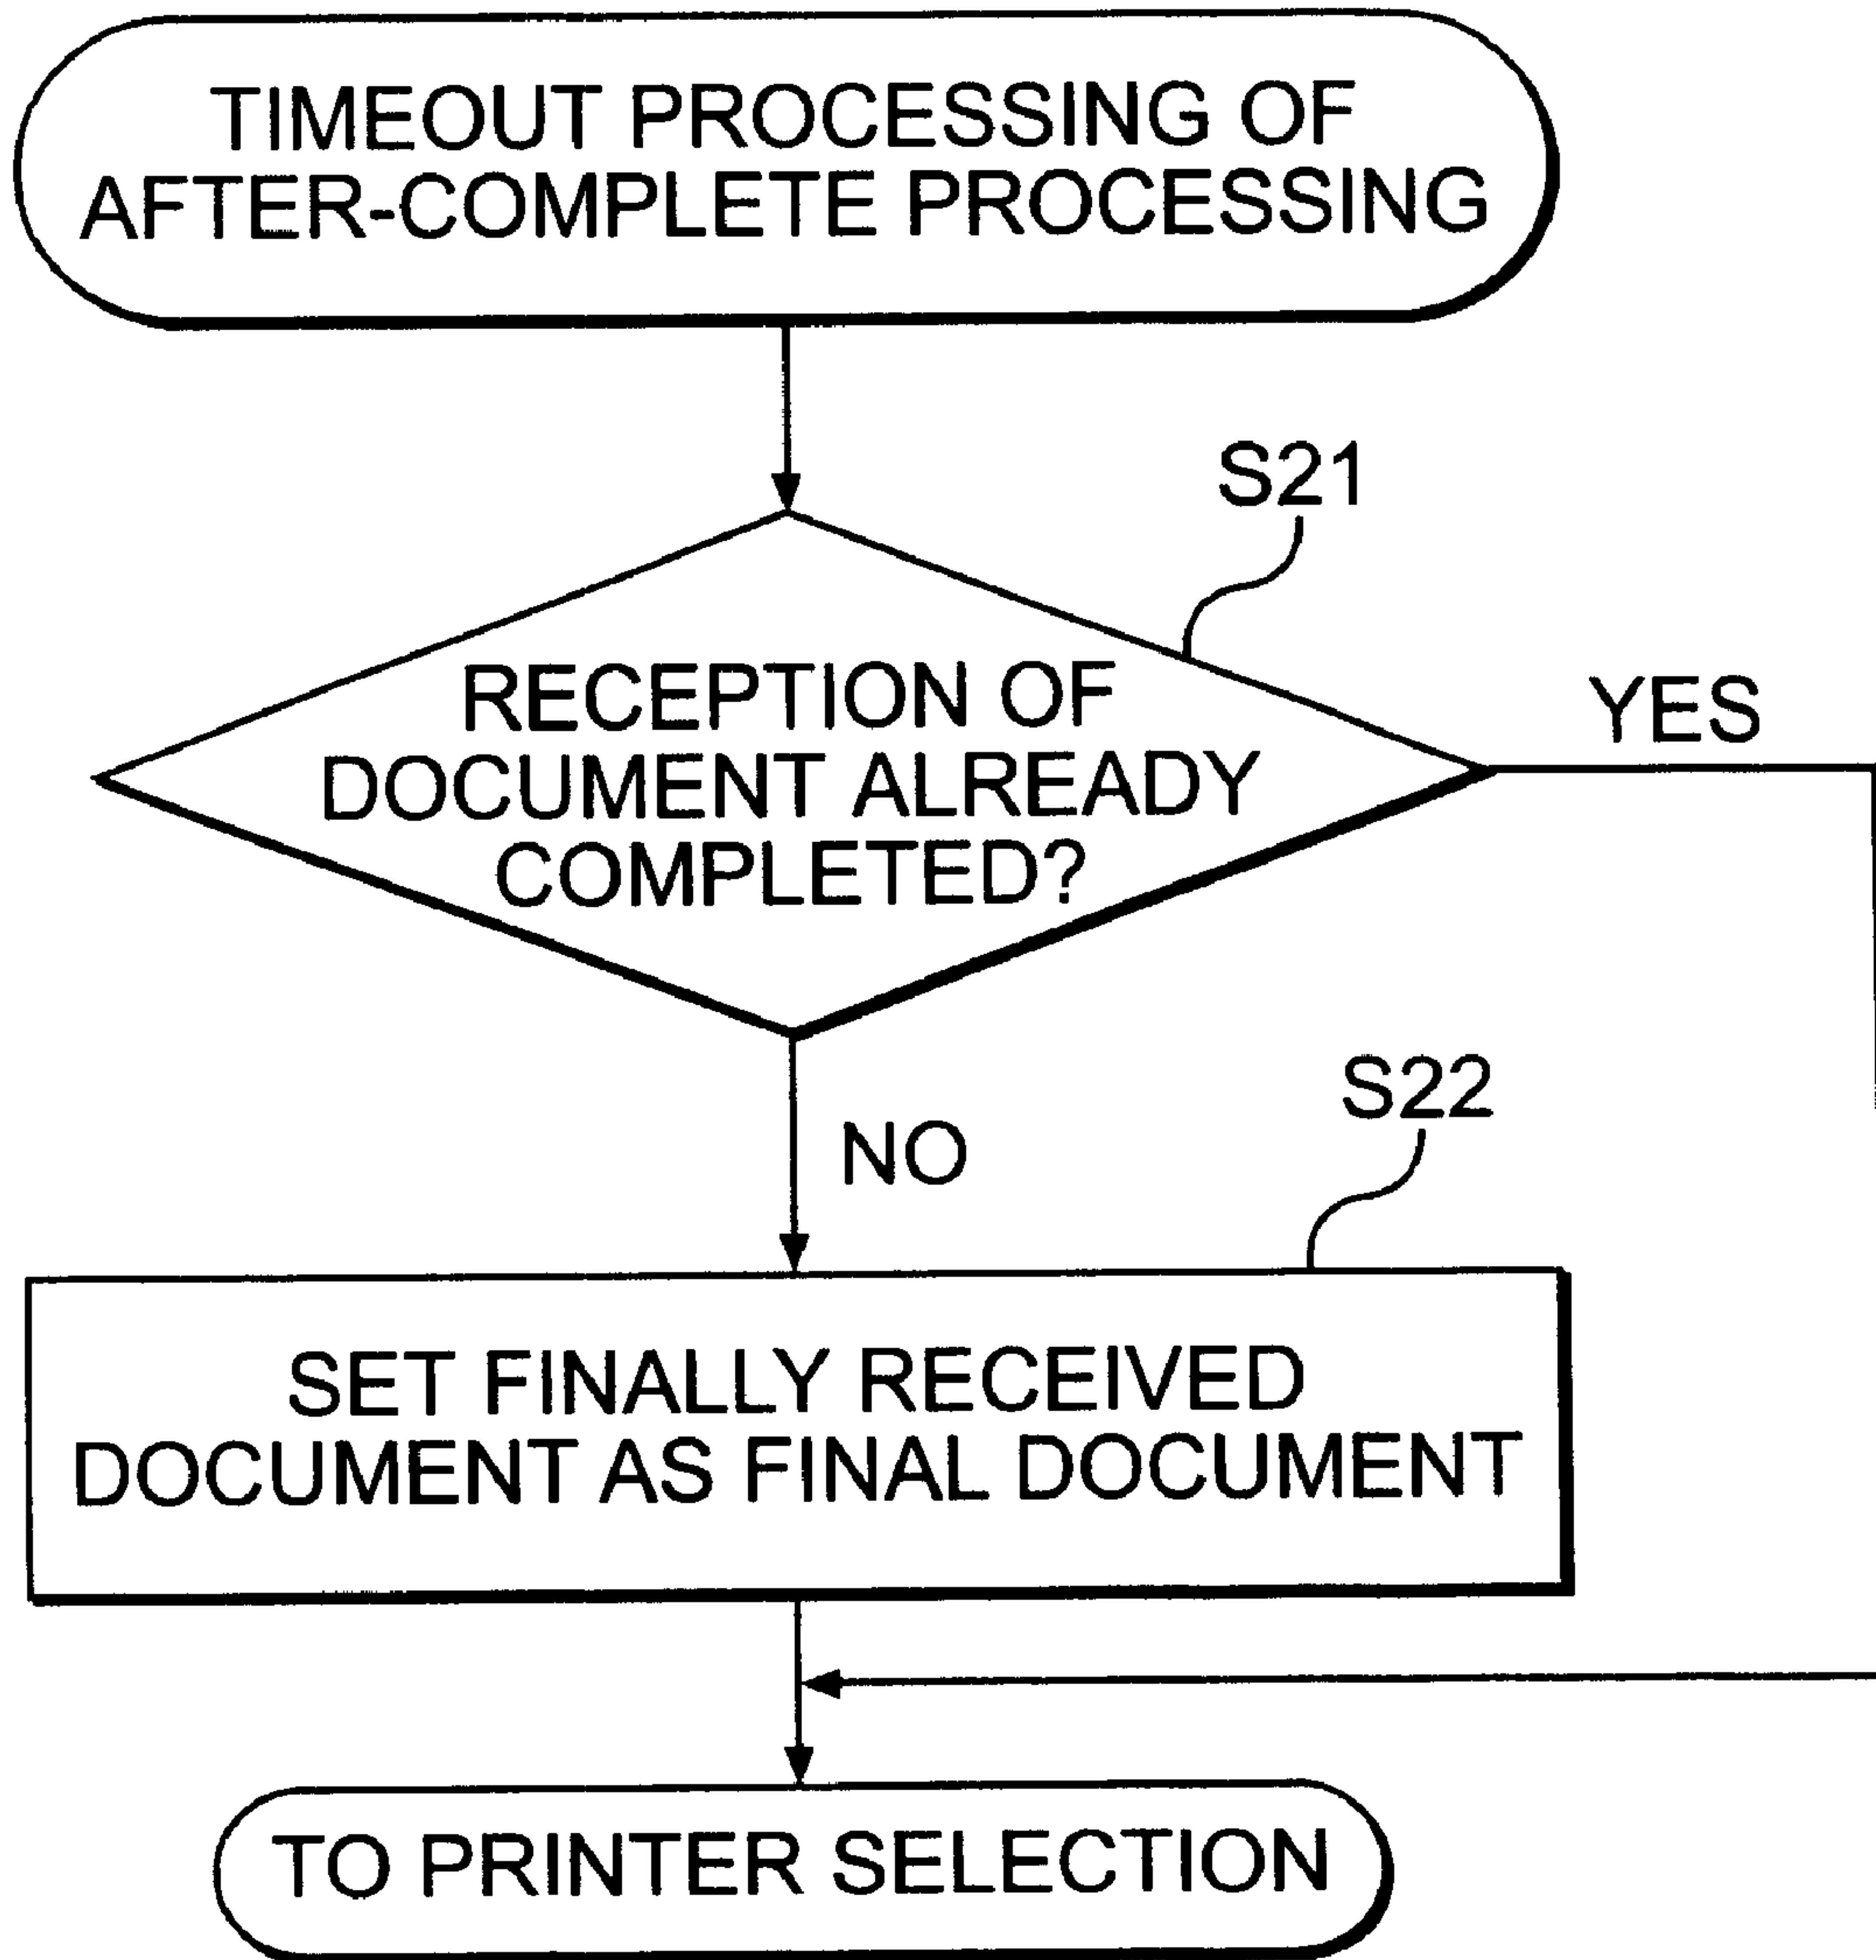 TIMEOUT PROCESSING OF
AFTER-COMPLETE PROCESSING
S21
RECEPTION OF
DOCUMENT ALREADY
COMPLETED?
YES
NO
S22
SET FINALLY RECEIVED
DOCUMENT AS FINAL DOCUMENT
TO PRINTER SELECTION